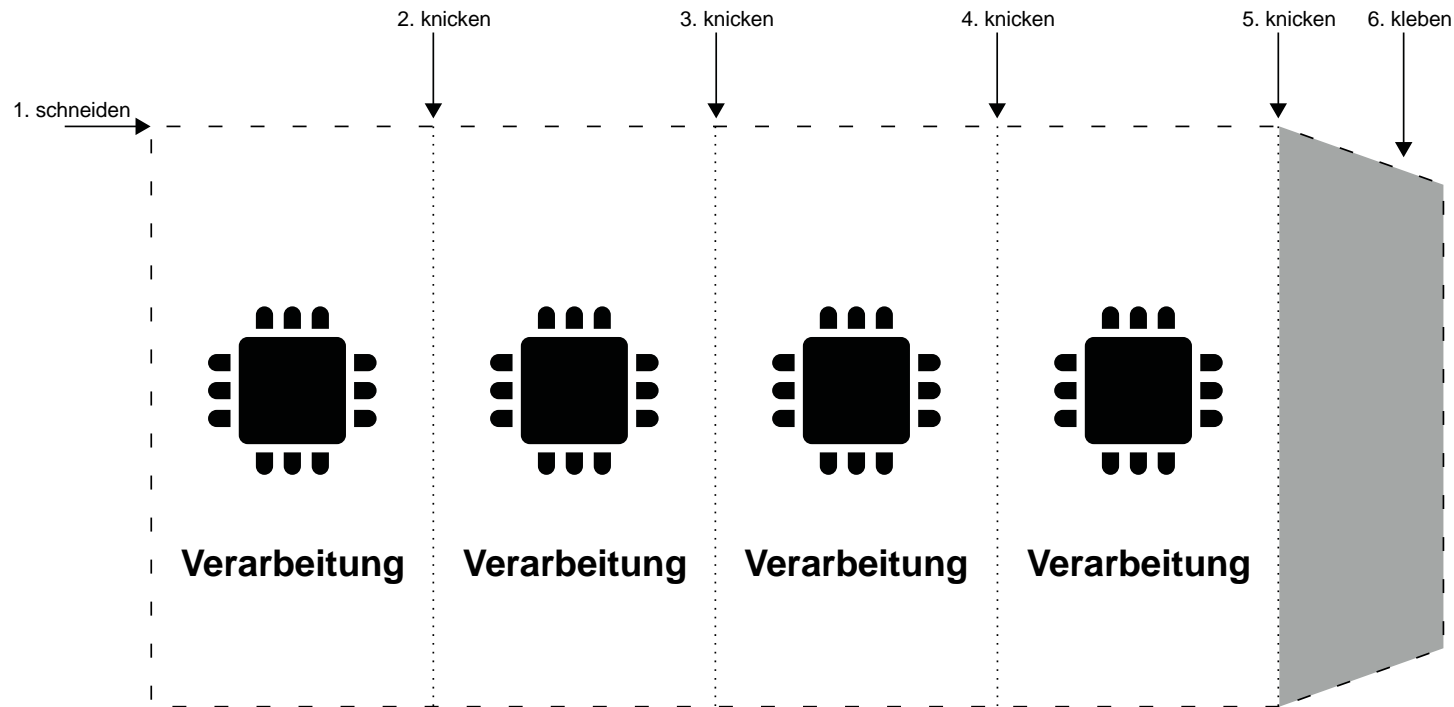 2. knicken
3. knicken
4. knicken
5. knicken
6. kleben
1. schneiden
Verarbeitung
Verarbeitung
Verarbeitung
Verarbeitung